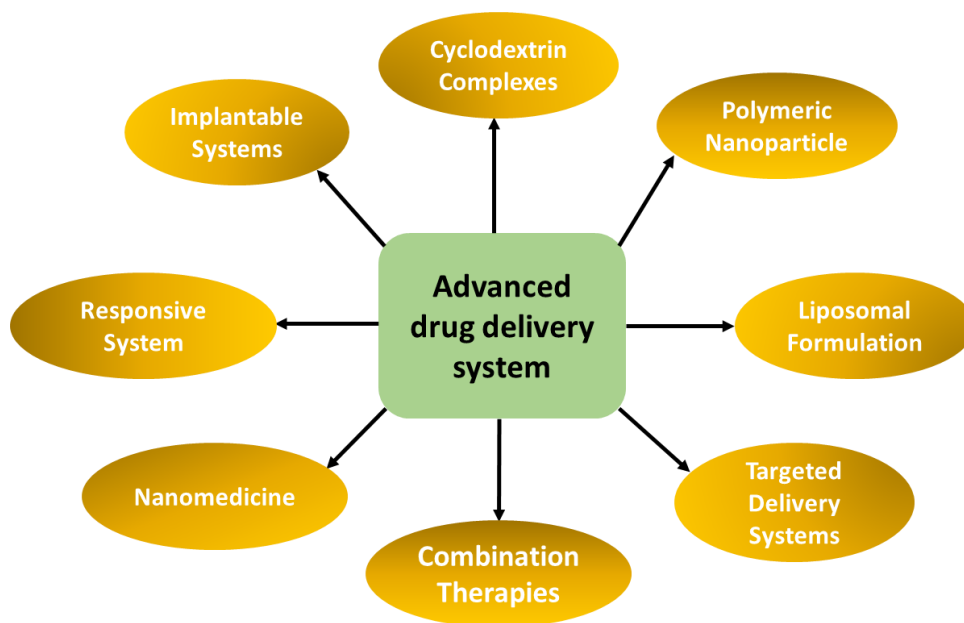 Cyclodextrin
Complexes
Implantable
Systems
Polymeric
Nanoparticle
Advanced
drug delivery
system
Responsive
System
Liposomal
Formulation
Nanomedicine
Targeted
Delivery
Systems
Combination
Therapies